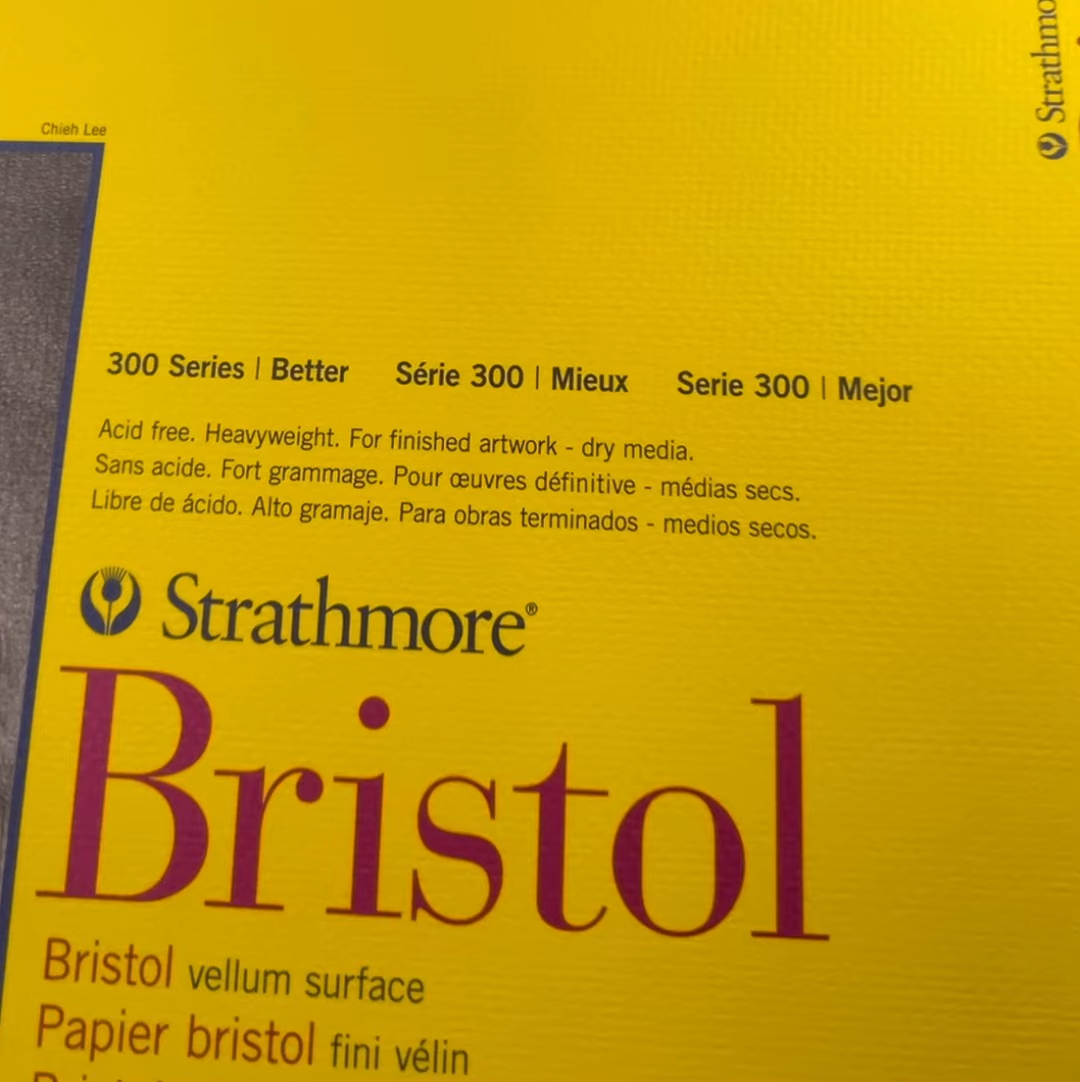 Strathmo
Chieh Lee
300 Series | Better Série 300 | Mieux Serie 300 | Mejor
Acid free. Heavyweight. For finished artwork - dry media.
Sans acide. Fort grammage. Pour œuvres définitive - médias secs.
Libre de ácido. Alto gramaje. Para obras terminados - medios secos.
Strathmore®
Bristol
Bristol vellum surface
Papier bristol fini vélin